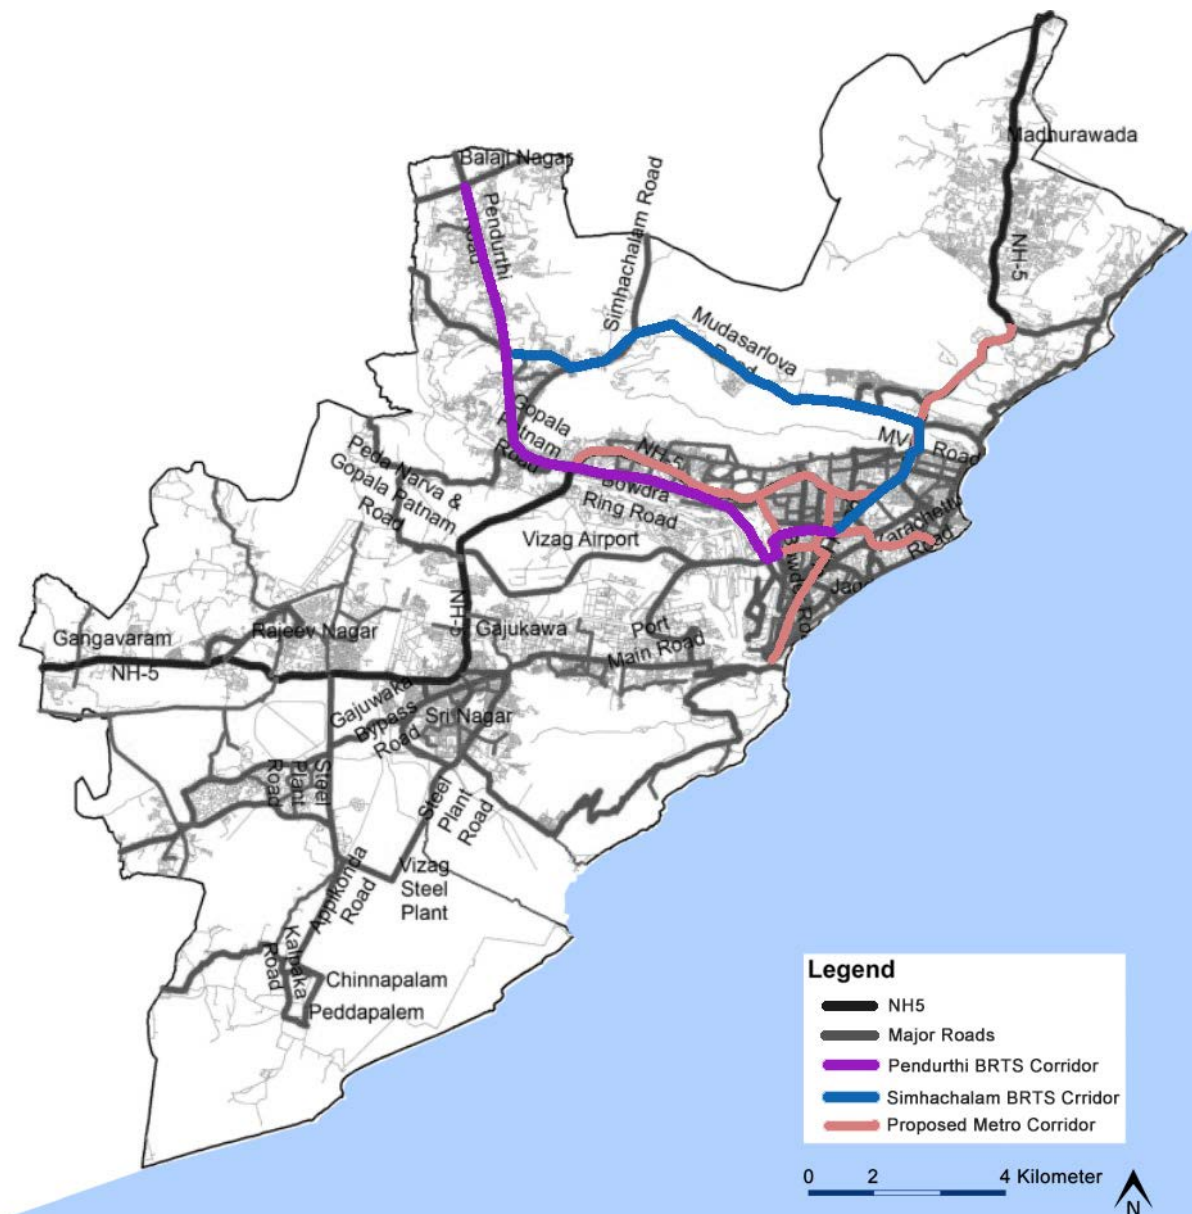 Madhurawada
Balaji Nagar
Pendurthi
Road
Simhachalam Road
NH-5
Mudasarlova
Road
Gopala
Patnam
Road
MV
Road
NH-5
Peda Narva &
Gopala Patnam
Road
Bowdra
Ring Road
Vizag Airport
Road
NH-5
Gangavaram
NH-5
Rajeev Nagar
Gajukawa
Port
Main Road
Gajuwaka
Bypass
Road
Sri Nagar
Steel
Plant
Road
Steel
Plant
Road
Appikonda
Road
Vizag
Steel
Plant
Kalpaka
Road
Chinnapalam
Peddapalem
Legend
NH5
Major Roads
Pendurthi BRTS Corridor
Simhachalam BRTS Crridor
Proposed Metro Corridor
0 2 4 Kilometer
N